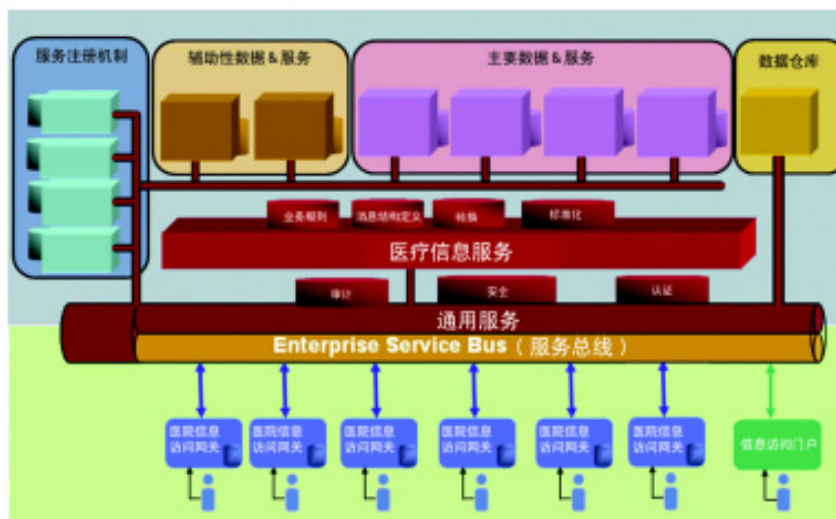 服务注册机制
辅助性数据&服务
主要数据&服务
数据仓库
业务规则
消息结构定义
转换
标准化
医疗信息服务
审计
安全
认证
通用服务
Enterprise Service Bus（服务总线）
医院信息
访问网关
医院信息
访问网关
医院信息
访问网关
医院信息
访问网关
医院信息
访问网关
医院信息
访问网关
信息访问门户